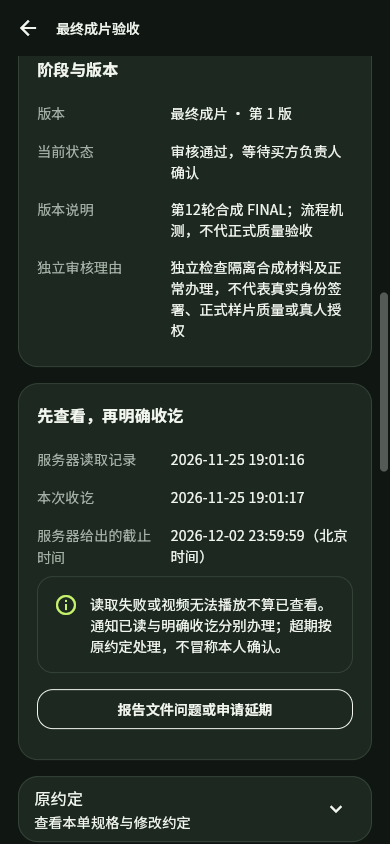 最终成片验收
阶段与版本
版本
最终成片 · 第 1 版
当前状态
审核通过，等待买方负责人
确认
版本说明
第12轮合成 FINAL；流程机
测，不代正式质量验收
独立审核理由
独立检查隔离合成材料及正
常办理，不代表真实身份签
署、正式样片质量或真人授
权
先查看，再明确收讫
服务器读取记录
2026-11-25 19:01:16
本次收讫
2026-11-25 19:01:17
服务器给出的截止
时间
2026-12-02 23:59:59（北京
时间）
读取失败或视频无法播放不算已查看。
通知已读与明确收讫分别办理；超期按
原约定处理，不冒称本人确认。
报告文件问题或申请延期
原约定
查看本单规格与修改约定